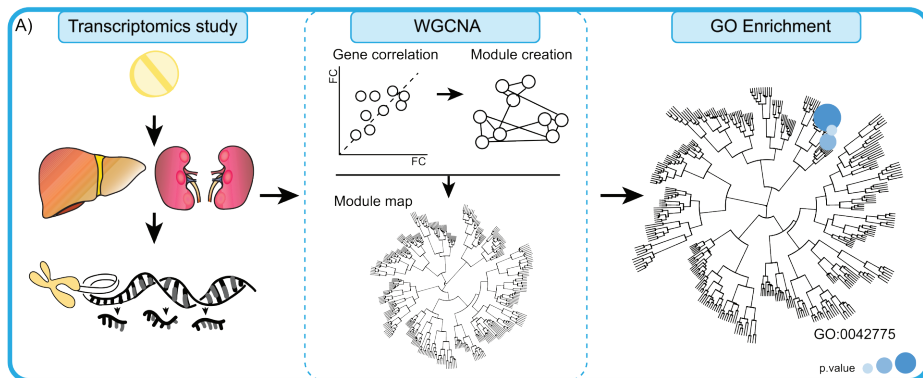 A)
Transcriptomics study
WGCNA
GO Enrichment
Gene correlation
Module creation
FC
FC
Module map
GO:0042775
p.value